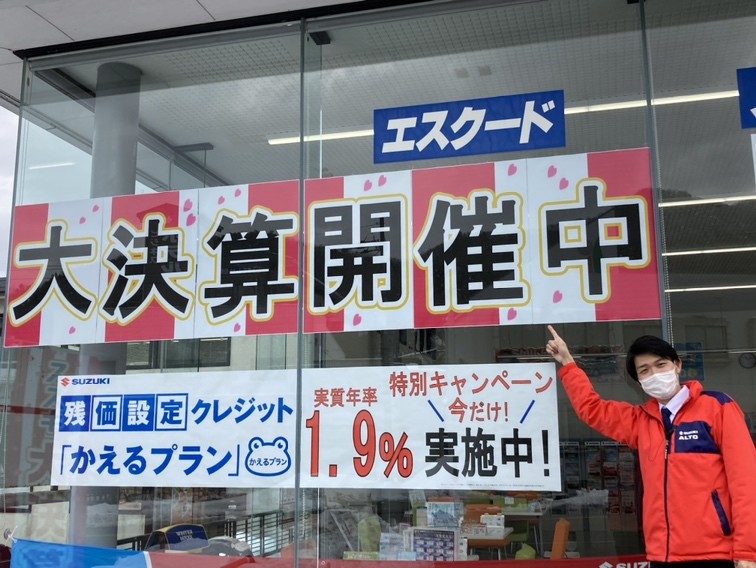 エスクード
大決算開催中
SUZUKI
残価設定クレジット
「かえるプラン」
かえるプラン
実質年率
1.9%
特別キャンペーン
今だけ!
実施中!
SUZUKI
ALTO